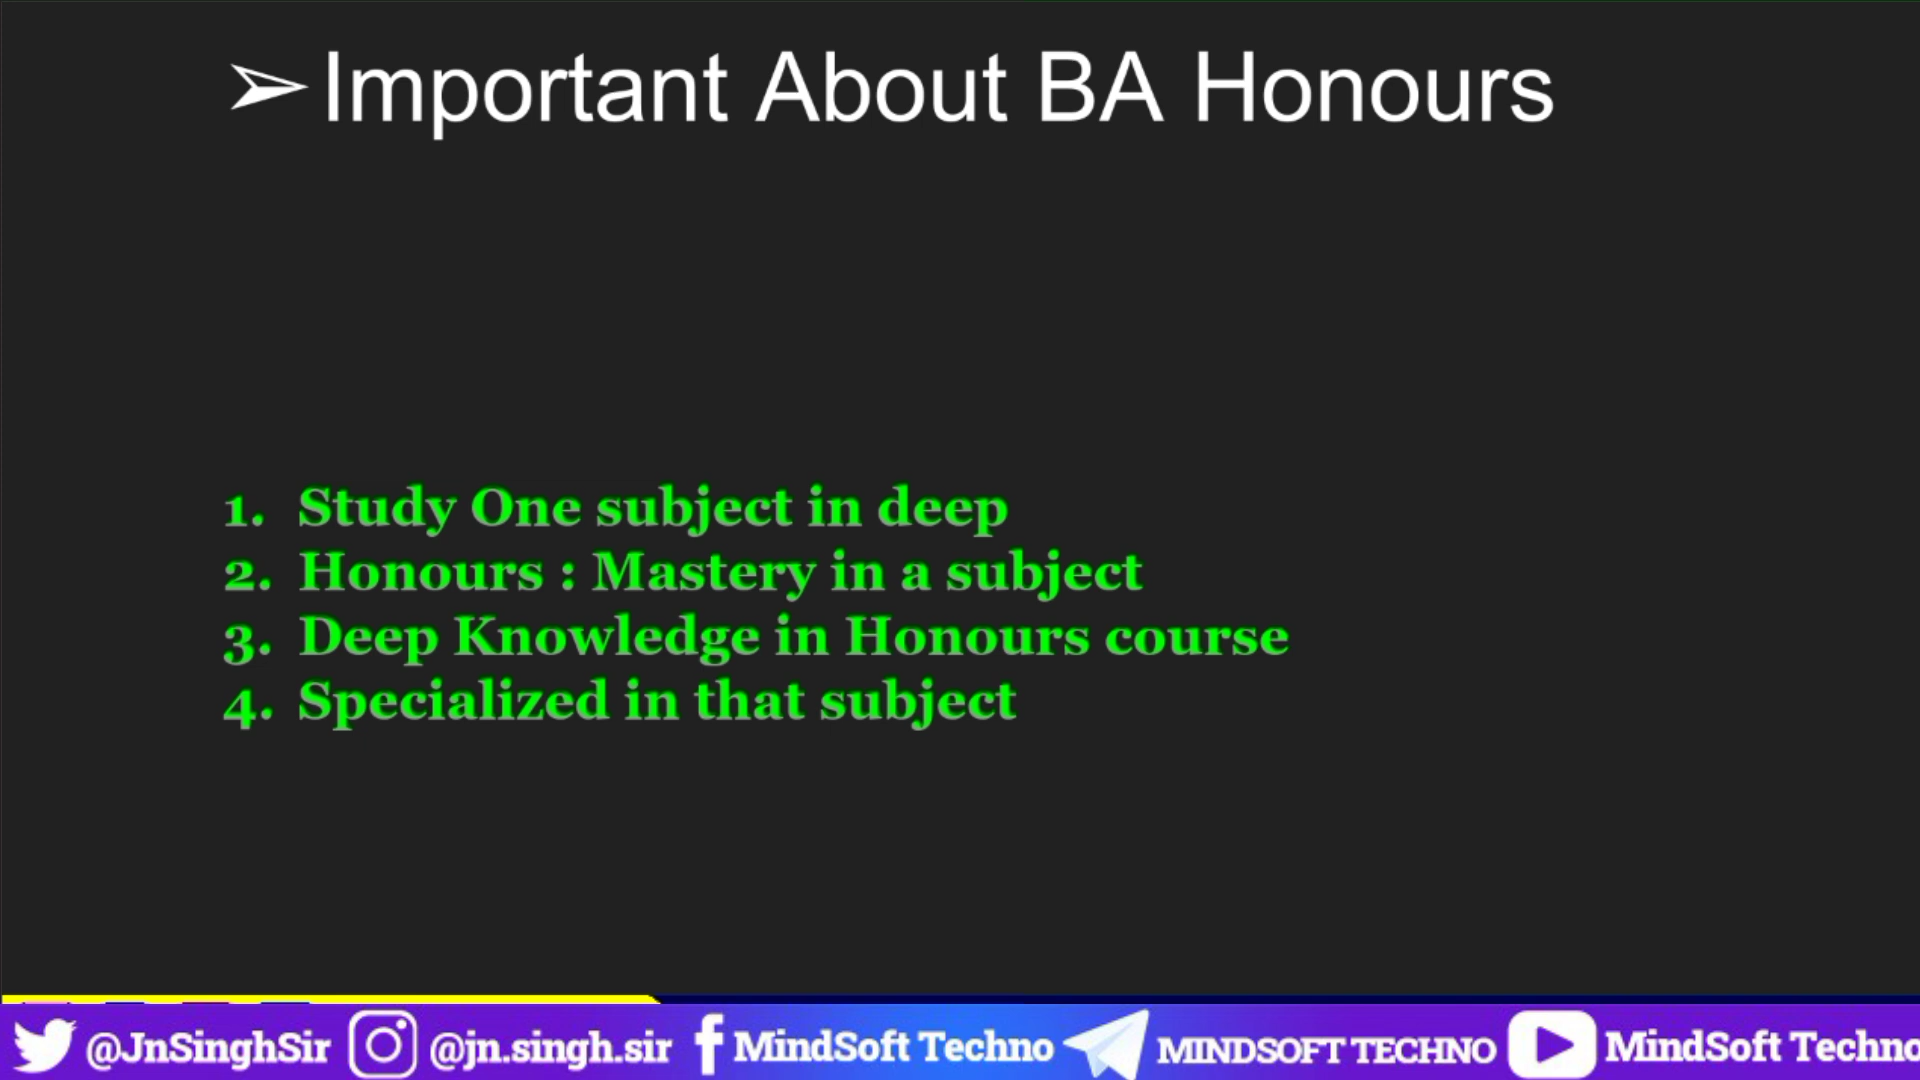 ➢Important About BA Honours
1. Study One subject in deep
2. Honours : Mastery in a subject
3. Deep Knowledge in Honours course
4. Specialized in that subject
@JnSinghSir @jn.singh.sir MindSoft Techno MINDSOFT TECHNO MindSoft Techno